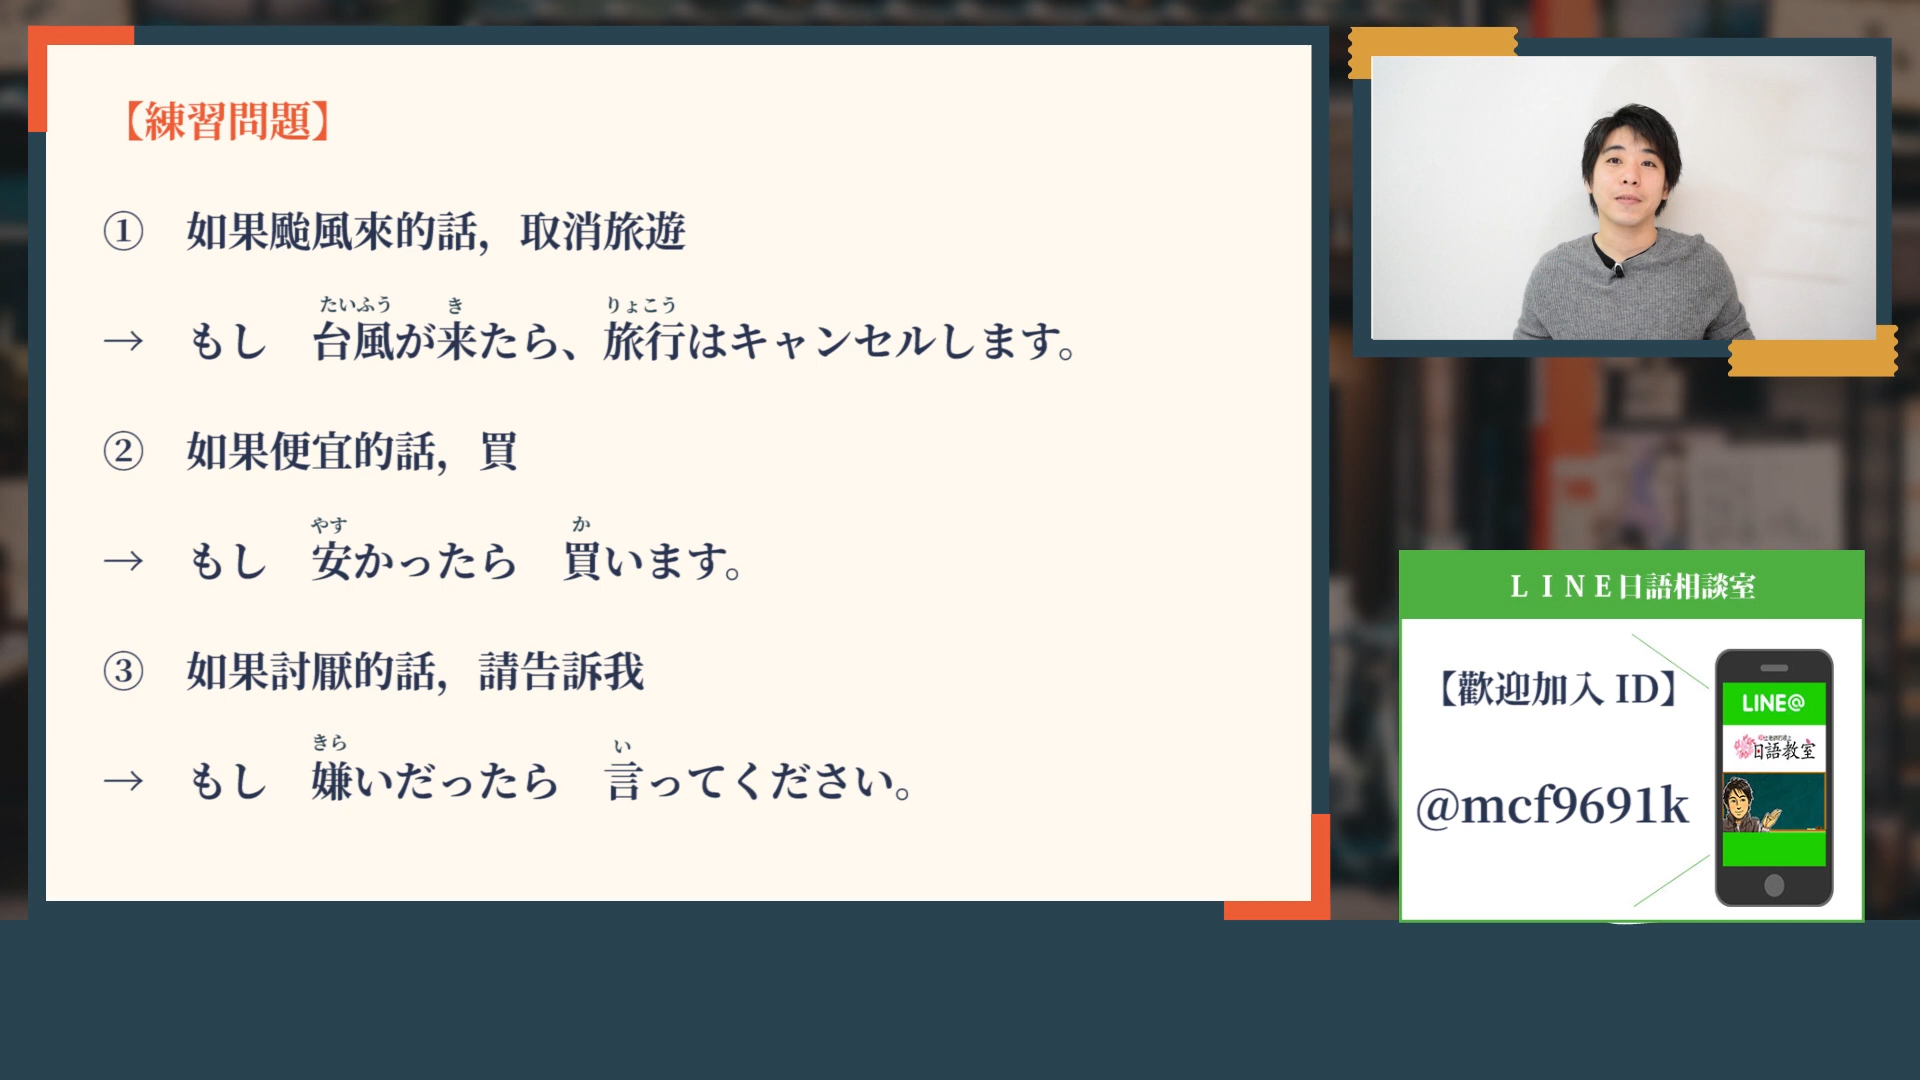 【練習問題】
① 如果颱風來的話，取消旅遊
たいふう き りょこう
→ もし 台風が来たら、旅行はキャンセルします。
② 如果便宜的話，買
やす か
→ もし 安かったら 買います。
③ 如果討厭的話，請告訴我
きら い
→ もし 嫌いだったら 言ってください。
ＬＩＮＥ日語相談室
【歡迎加入 ID】
@mcf9691k
LINE@
日語教室